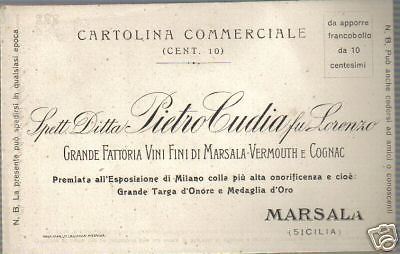 CARTOLINA COMMERCIALE
(CENT. 10)
da apporre
francobollo
da 10
centesimi
N. B. La presente può spedirsi in qualsiasi epoca
N. B. Può anche cedersi ad amici o conoscenti
Spett. Ditta Pietro Cudia fu Lorenzo
GRANDE FATTORIA VINI FINI DI MARSALA-VERMOUTH E COGNAC
Premiata all'Esposizione di Milano colla più alta onorificenza e cioè:
Grande Targa d'Onore e Medaglia d'Oro
MARSALA
(SICILIA)